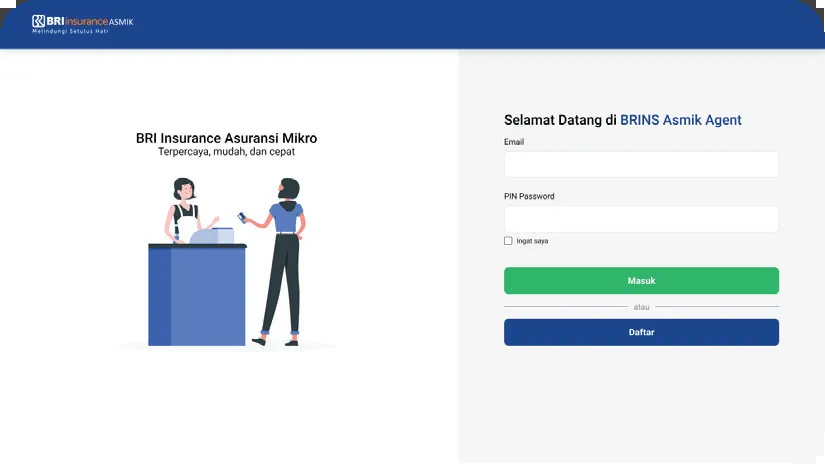 BRI insurance ASMIK
Melindungi Setulus Hati
BRI Insurance Asuransi Mikro
Terpercaya, mudah, dan cepat
Selamat Datang di BRINS Asmik Agent
Email
PIN Password
Ingat saya
Masuk
atau
Daftar